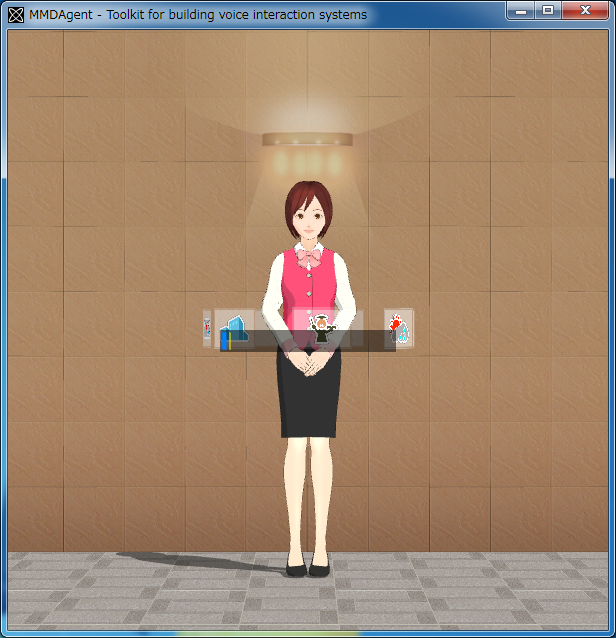 MMDAgent - Toolkit for building voice interaction systems